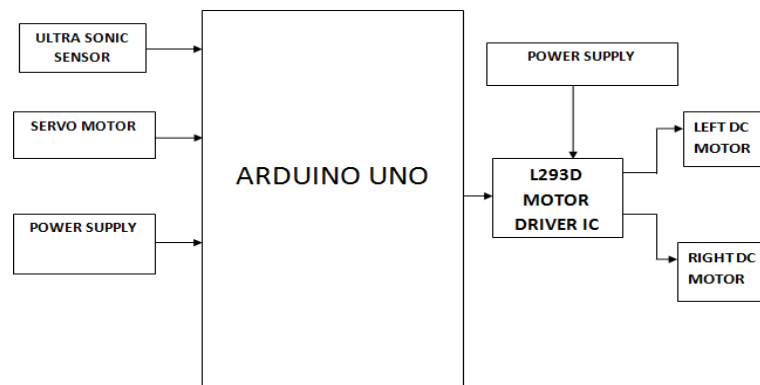 ULTRA SONIC
SENSOR
SERVO MOTOR
POWER SUPPLY
ARDUINO UNO
POWER SUPPLY
L293D
MOTOR
DRIVER IC
LEFT DC
MOTOR
RIGHT DC
MOTOR